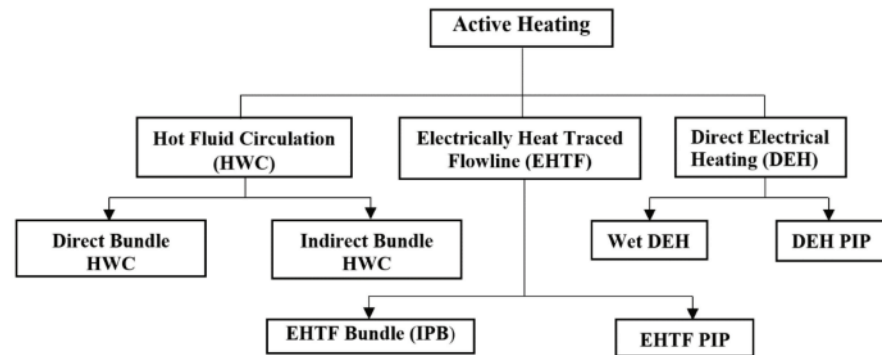 Active Heating
Hot Fluid Circulation
(HWC)
Electrically Heat Traced
Flowline (EHTF)
Direct Electrical
Heating (DEH)
Direct Bundle
HWC
Indirect Bundle
HWC
Wet DEH
DEH PIP
EHTF Bundle (IPB)
EHTF PIP